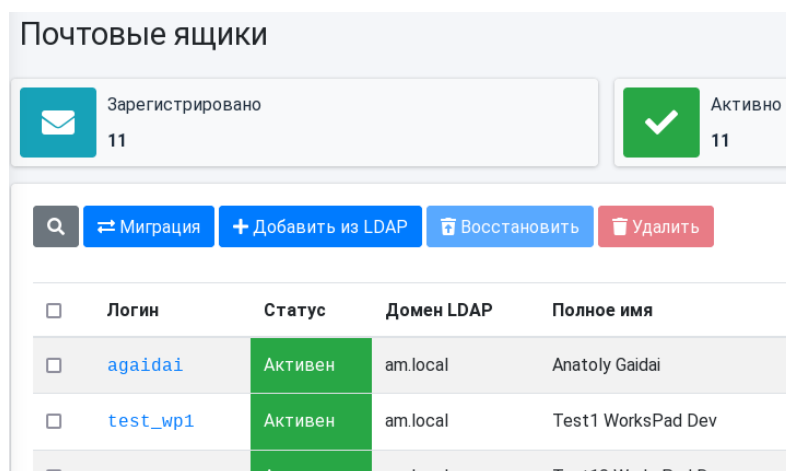 Почтовые ящики
Зарегистрировано
11
Активно
11
Миграция Добавить из LDAP Восстановить Удалить
Логин Статус Домен LDAP Полное имя
agaidai Активен am.local Anatoly Gaidai
test_wp1 Активен am.local Test1 WorksPad Dev